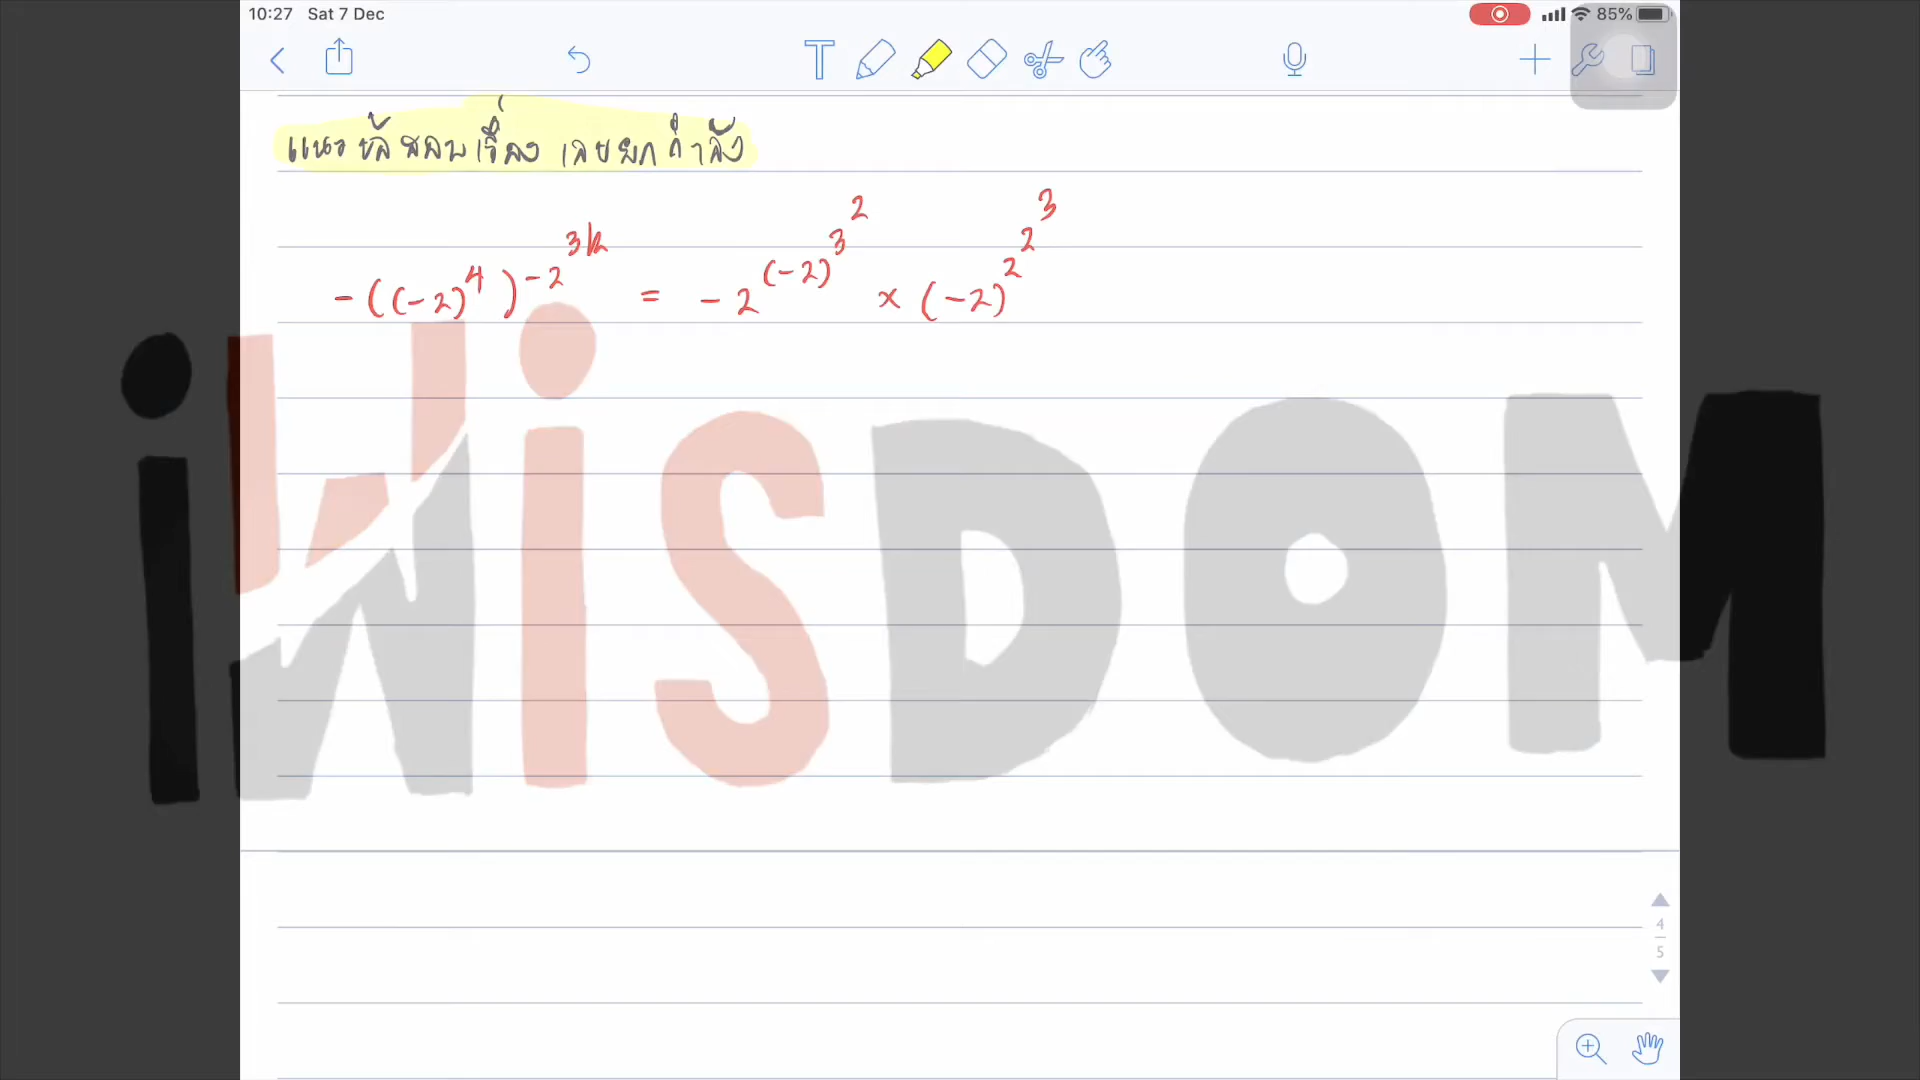 10:27 Sat 7 Dec 85%
แนวข้อสอบเรื่อง เลขยกกำลัง
-((-2)^4)^{-2^{3k}} = -2^{(-2)^{3^2}} × (-2)^{2^{2^3}}
iWiSDOM
4
5